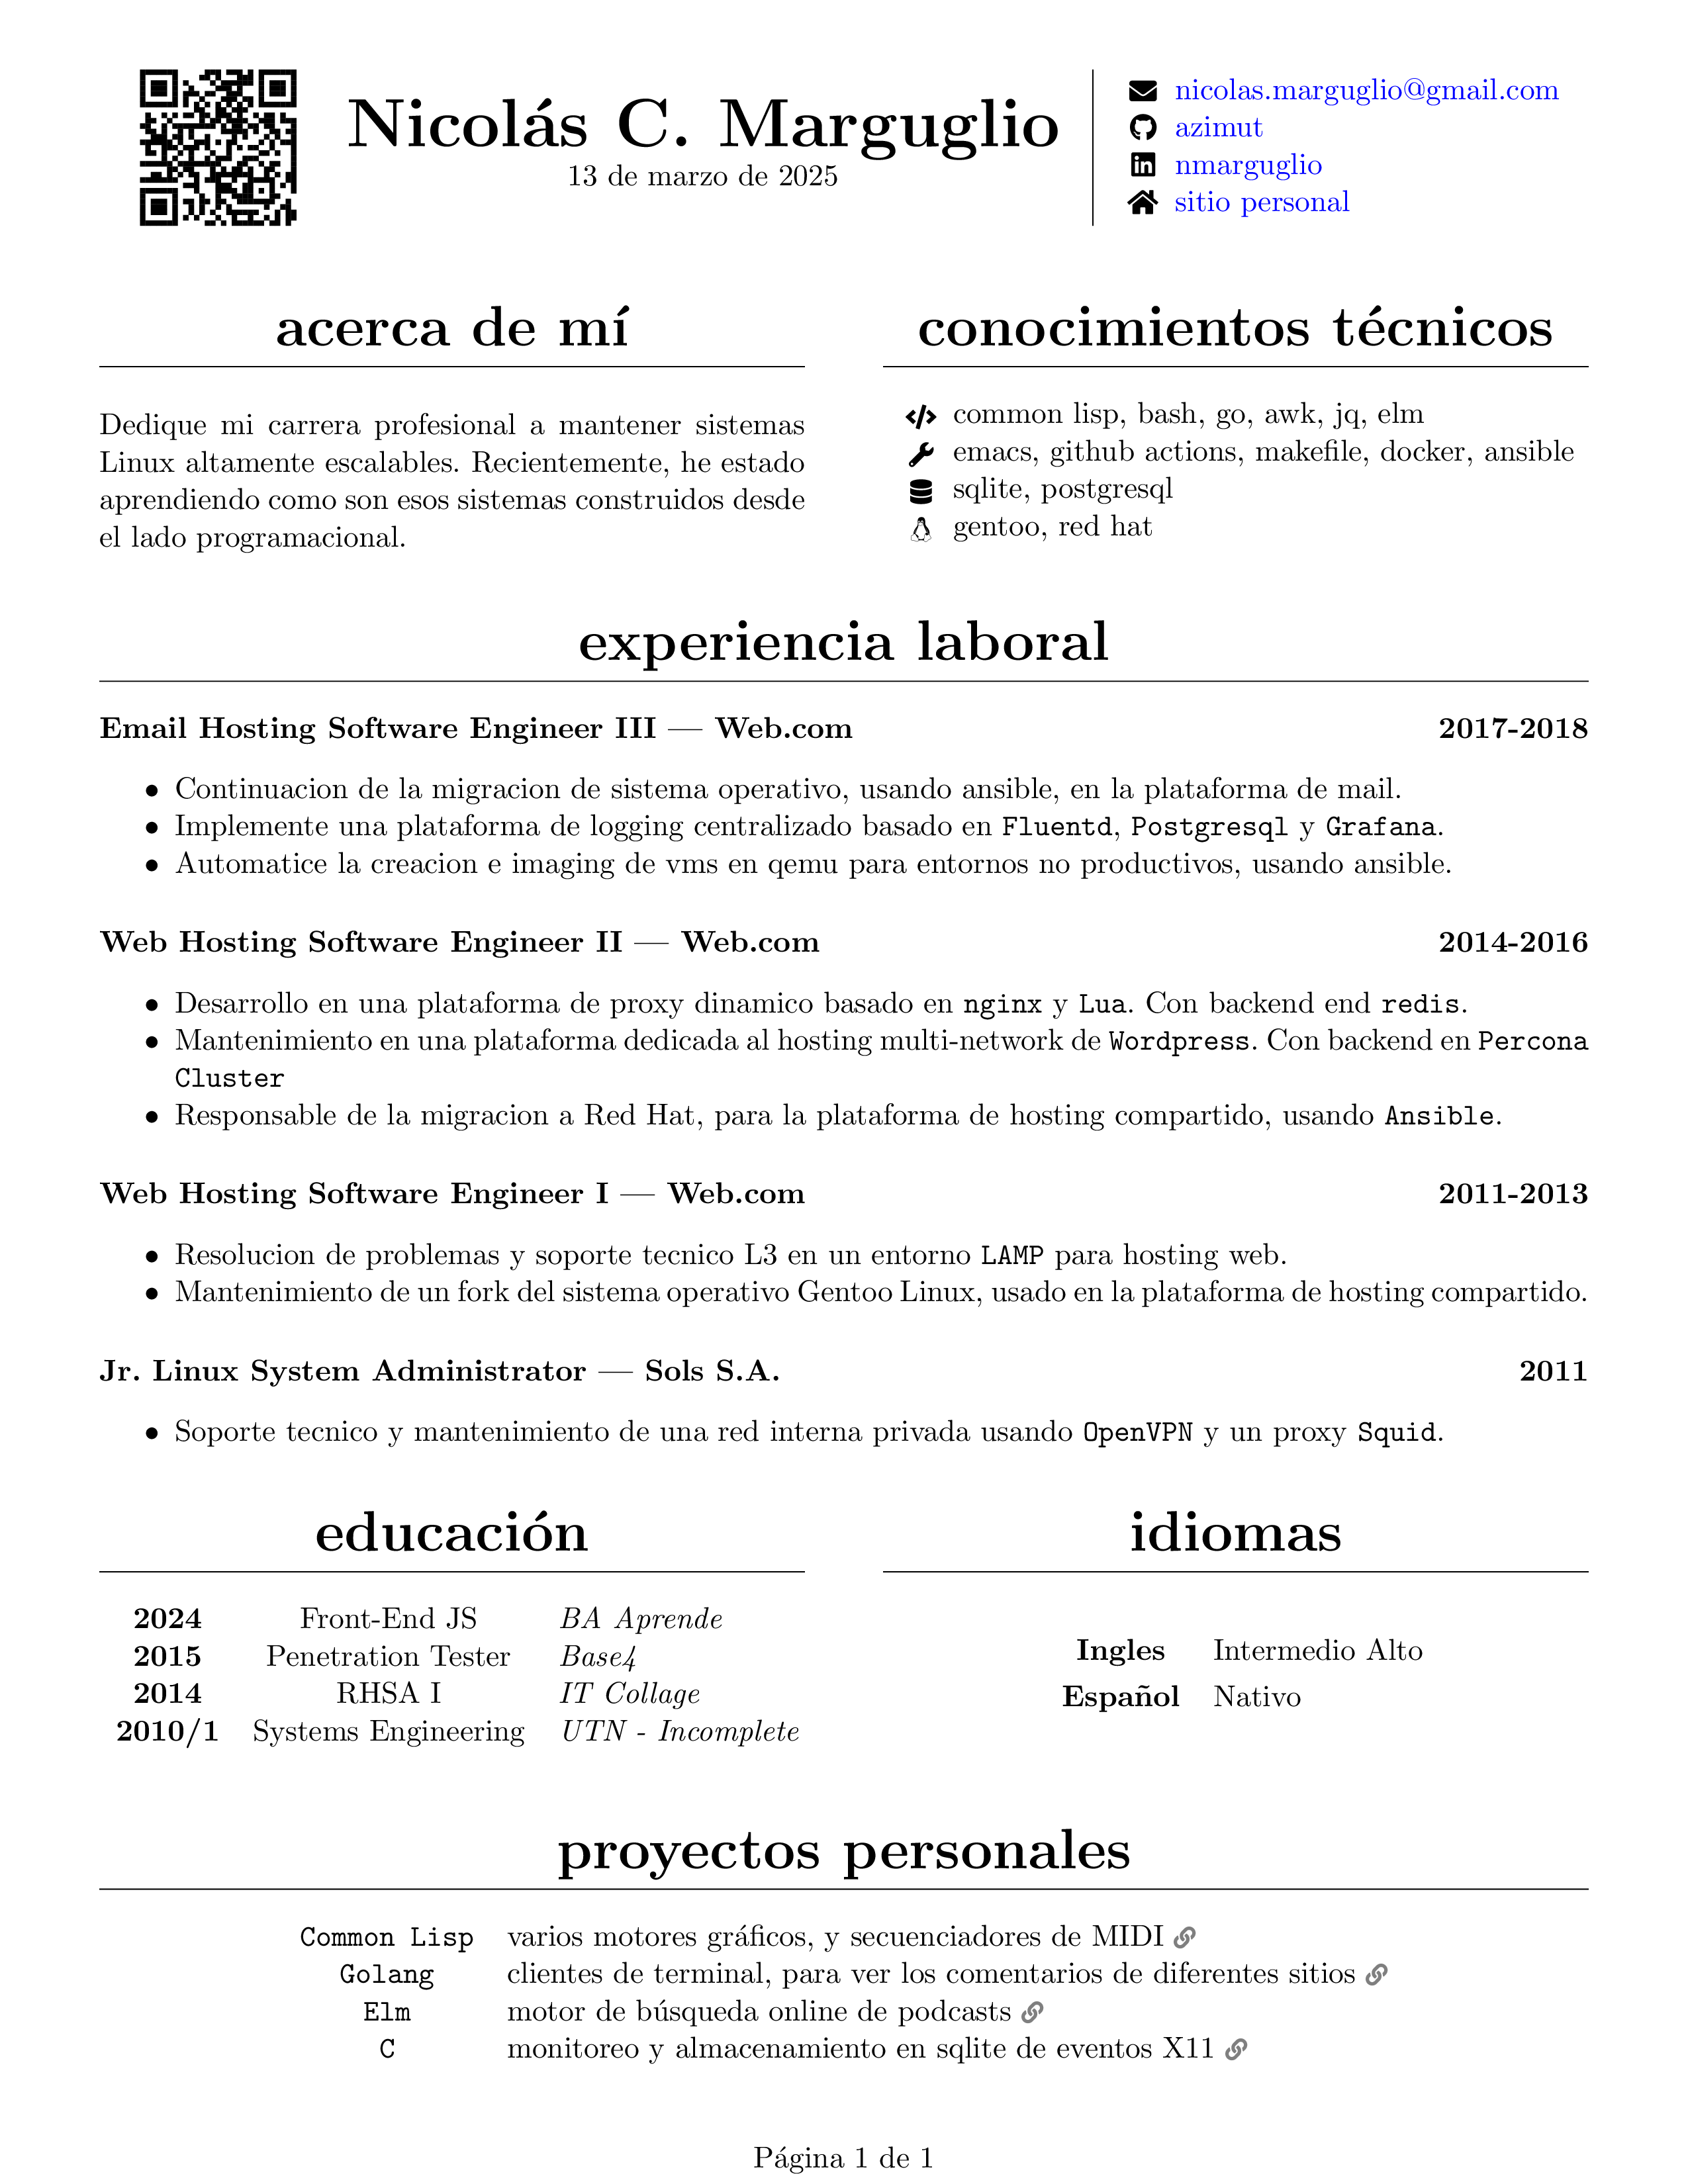 Nicolás C. Marguglio
13 de marzo de 2025
nicolas.marguglio@gmail.com
azimut
nmarguglio
sitio personal
acerca de mí
Dedique mi carrera profesional a mantener sistemas
Linux altamente escalables. Recientemente, he estado
aprendiendo como son esos sistemas construidos desde
el lado programacional.
conocimientos técnicos
common lisp, bash, go, awk, jq, elm
emacs, github actions, makefile, docker, ansible
sqlite, postgresql
gentoo, red hat
experiencia laboral
Email Hosting Software Engineer III — Web.com 2017-2018
• Continuacion de la migracion de sistema operativo, usando ansible, en la plataforma de mail.
• Implemente una plataforma de logging centralizado basado en Fluentd, Postgresql y Grafana.
• Automatice la creacion e imaging de vms en qemu para entornos no productivos, usando ansible.
Web Hosting Software Engineer II — Web.com 2014-2016
• Desarrollo en una plataforma de proxy dinamico basado en nginx y Lua. Con backend end redis.
• Mantenimiento en una plataforma dedicada al hosting multi-network de Wordpress. Con backend en Percona
Cluster
• Responsable de la migracion a Red Hat, para la plataforma de hosting compartido, usando Ansible.
Web Hosting Software Engineer I — Web.com 2011-2013
• Resolucion de problemas y soporte tecnico L3 en un entorno LAMP para hosting web.
• Mantenimiento de un fork del sistema operativo Gentoo Linux, usado en la plataforma de hosting compartido.
Jr. Linux System Administrator — Sols S.A. 2011
• Soporte tecnico y mantenimiento de una red interna privada usando OpenVPN y un proxy Squid.
educación
2024 Front-End JS BA Aprende
2015 Penetration Tester Base4
2014 RHSA I IT Collage
2010/1 Systems Engineering UTN - Incomplete
idiomas
Ingles Intermedio Alto
Español Nativo
proyectos personales
Common Lisp varios motores gráficos, y secuenciadores de MIDI
Golang clientes de terminal, para ver los comentarios de diferentes sitios
Elm motor de búsqueda online de podcasts
C monitoreo y almacenamiento en sqlite de eventos X11
Página 1 de 1